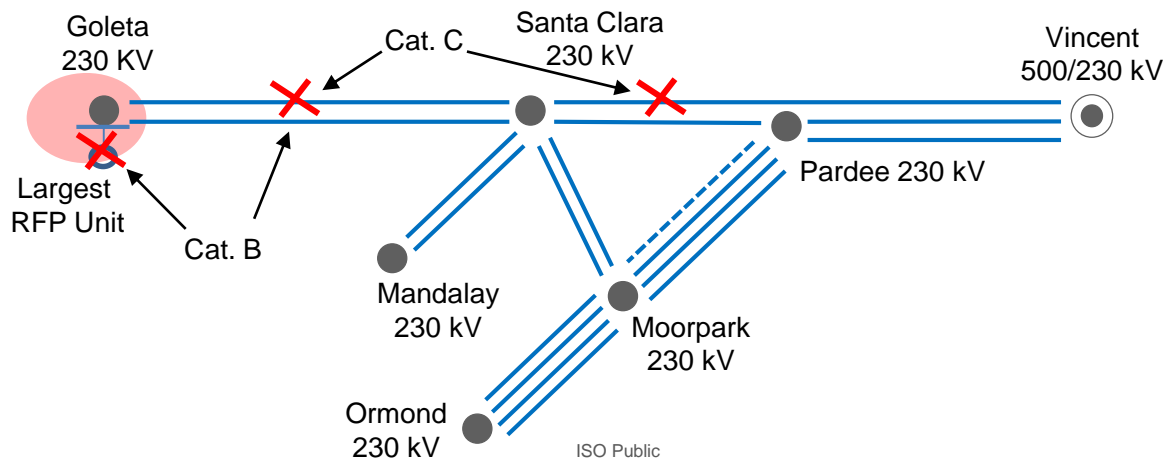 Goleta
230 KV
Cat. C
Santa Clara
230 kV
Vincent
500/230 kV
Largest
RFP Unit
Cat. B
Pardee 230 kV
Mandalay
230 kV
Moorpark
230 kV
Ormond
230 kV
ISO Public